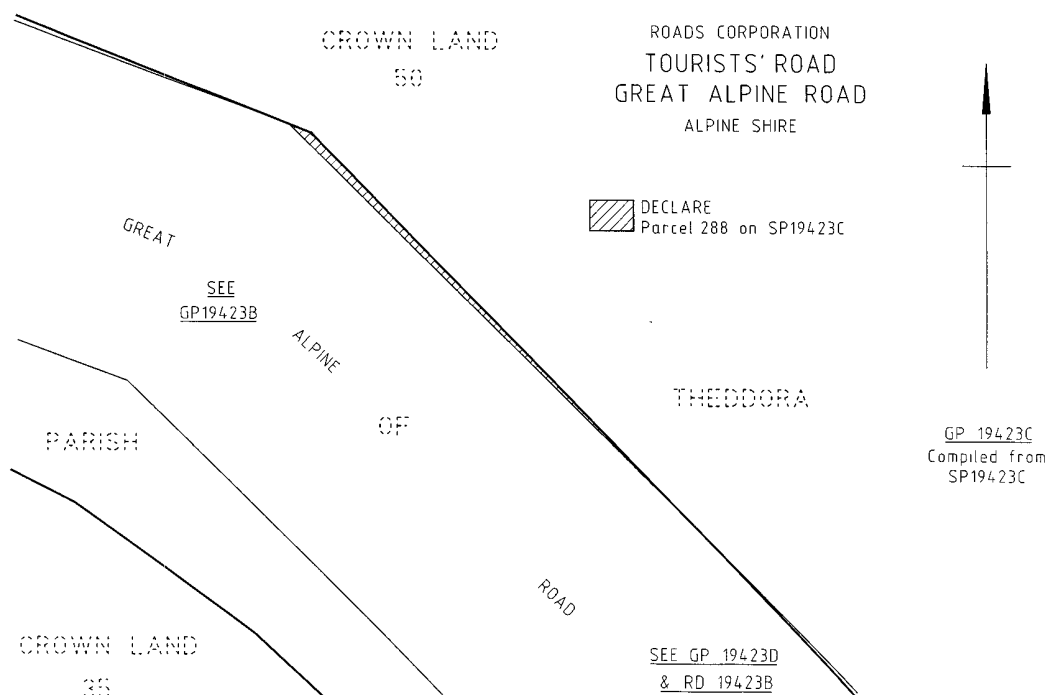 CROWN LAND
50
ROADS CORPORATION
TOURISTS' ROAD
GREAT ALPINE ROAD
ALPINE SHIRE
DECLARE
Parcel 288 on SP19423C
GREAT
SEE
GP19423B
ALPINE
THEDDORA
OF
PARISH
GP 19423C
Compiled from
SP19423C
ROAD
CROWN LAND
35
SEE GP 19423D
& RD 19423B